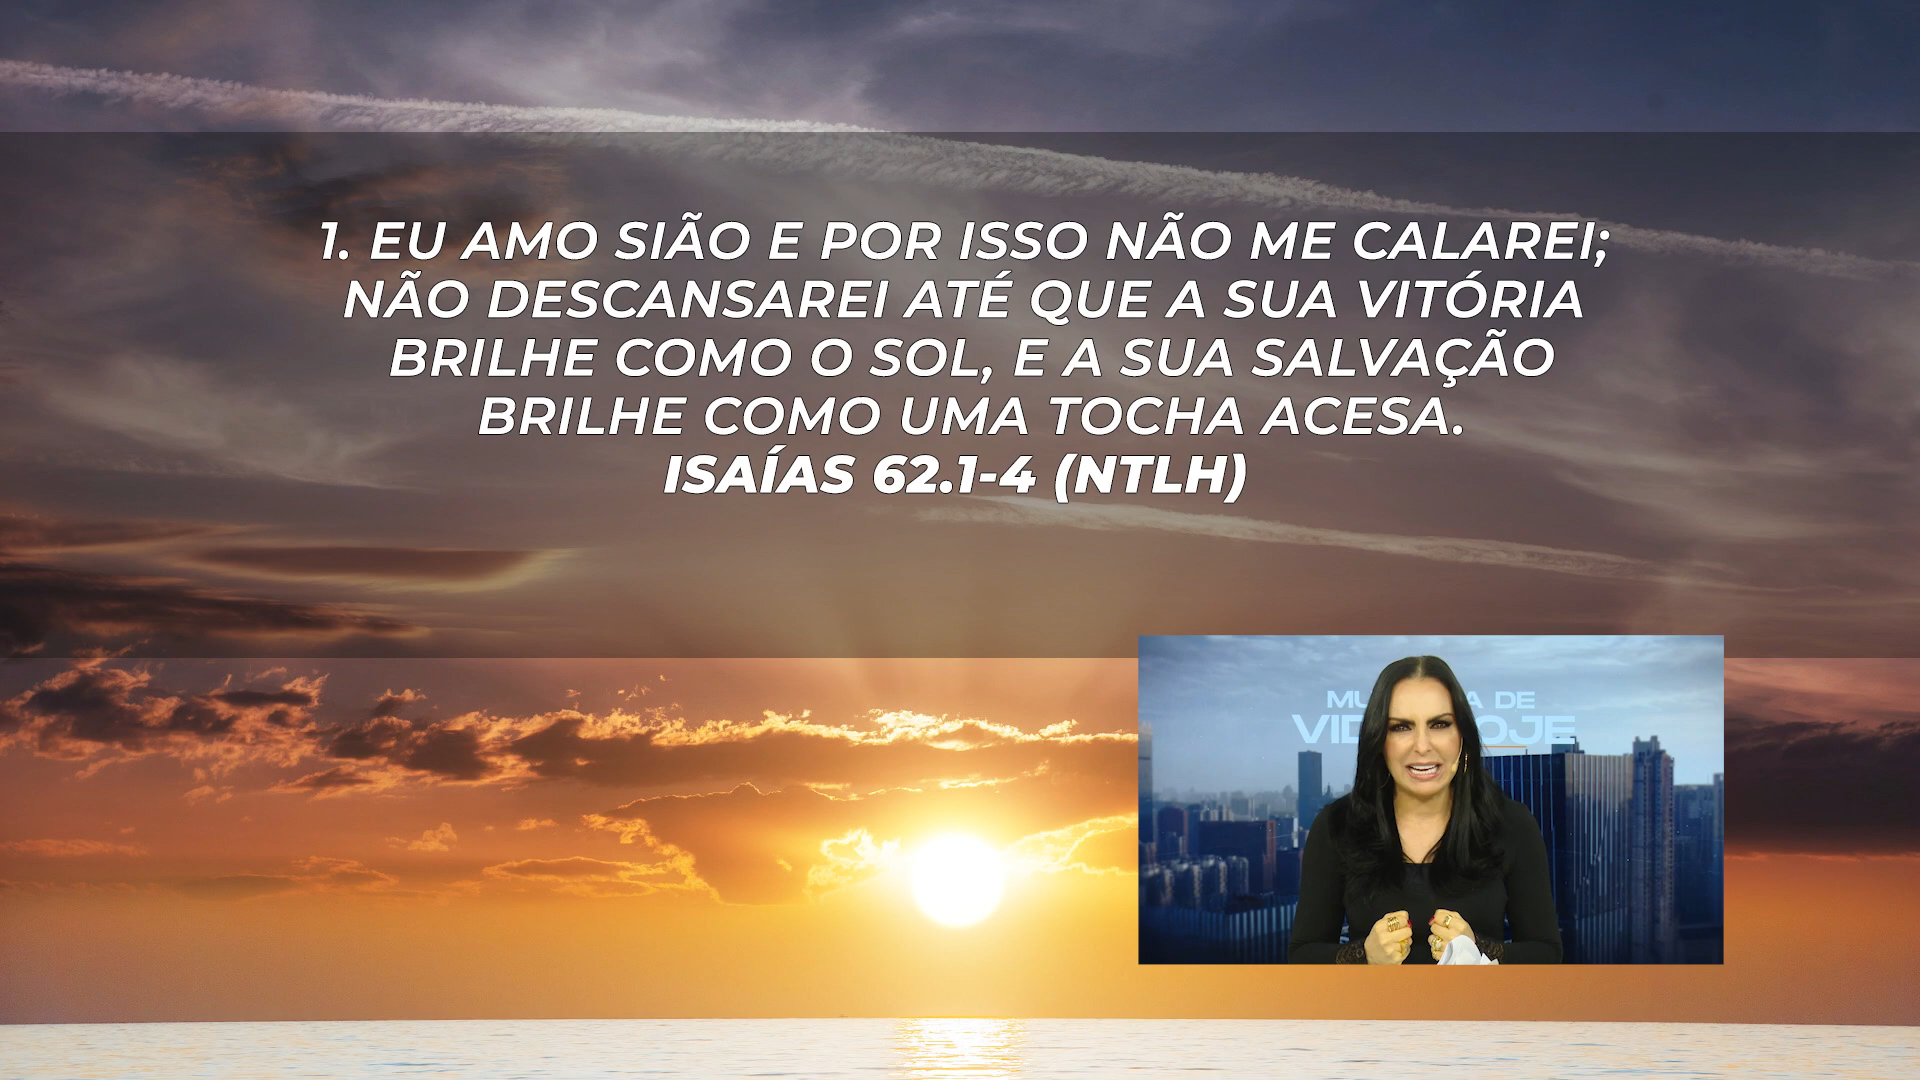 1. EU AMO SIÃO E POR ISSO NÃO ME CALAREI;
NÃO DESCANSAREI ATÉ QUE A SUA VITÓRIA
BRILHE COMO O SOL, E A SUA SALVAÇÃO
BRILHE COMO UMA TOCHA ACESA.
ISAÍAS 62.1-4 (NTLH)
DE